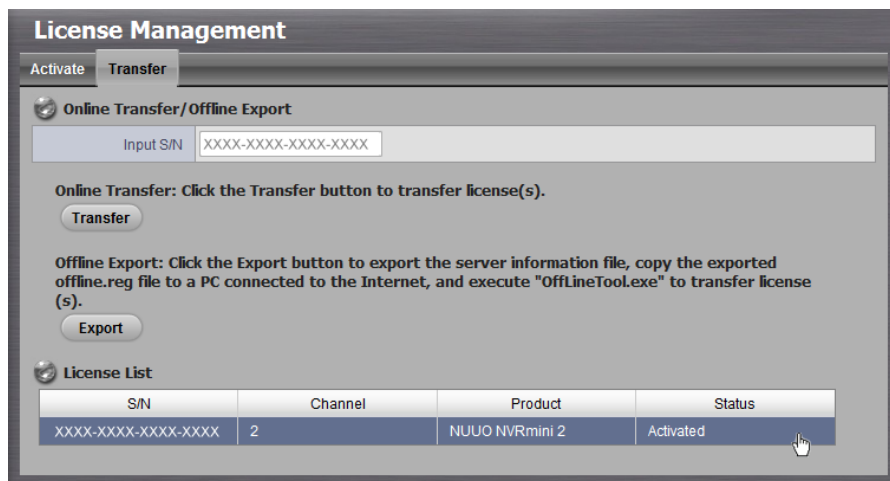 License Management
Activate Transfer
Online Transfer/Offline Export
Input S/N XXXX-XXXX-XXXX-XXXX
Online Transfer: Click the Transfer button to transfer license(s).
Transfer
Offline Export: Click the Export button to export the server information file, copy the exported
offline.reg file to a PC connected to the Internet, and execute "OffLineTool.exe" to transfer license
(s).
Export
License List
S/N Channel Product Status
XXXX-XXXX-XXXX-XXXX 2 NUUO NVRmini 2 Activated